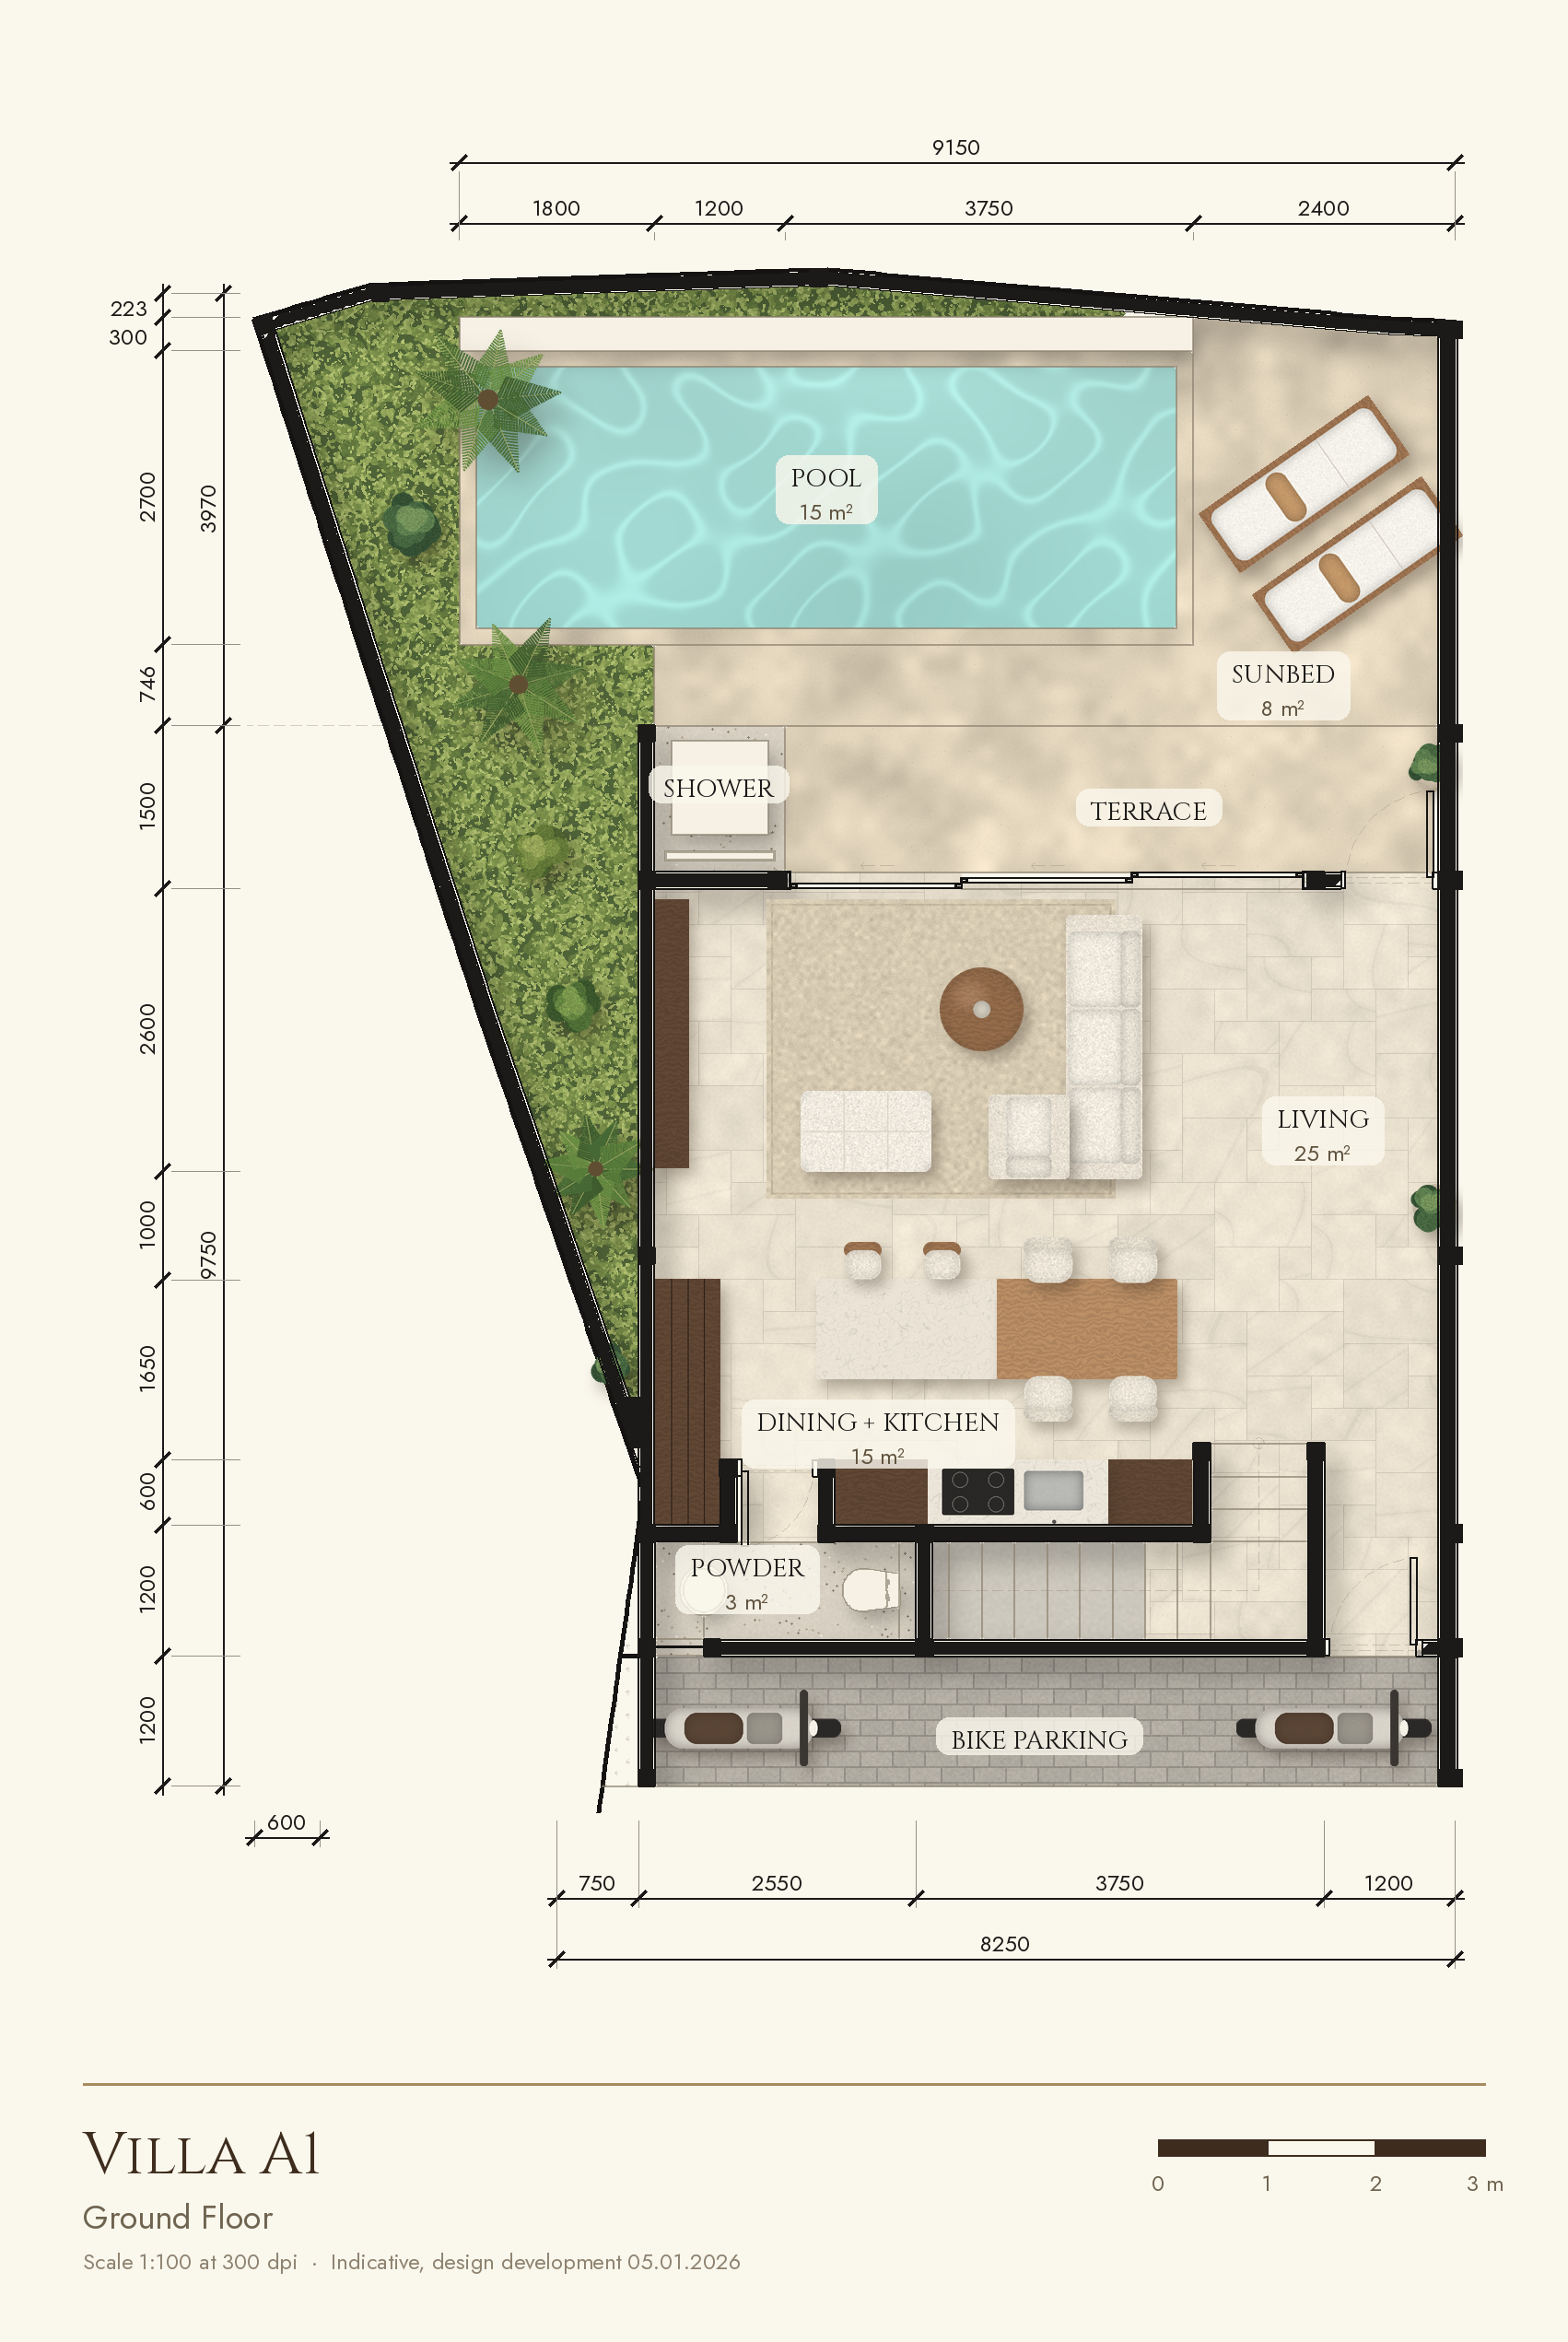 9150
1800 1200 3750 2400
223
300
2700
3970
746
1500
2600
1000
9750
1650
600
1200
1200
POOL
15 m²
SUNBED
8 m²
SHOWER
TERRACE
LIVING
25 m²
DINING + KITCHEN
15 m²
POWDER
3 m²
BIKE PARKING
600
750 2550 3750 1200
8250
VILLA A1
Ground Floor
Scale 1:100 at 300 dpi · Indicative, design development 05.01.2026
0 1 2 3 m